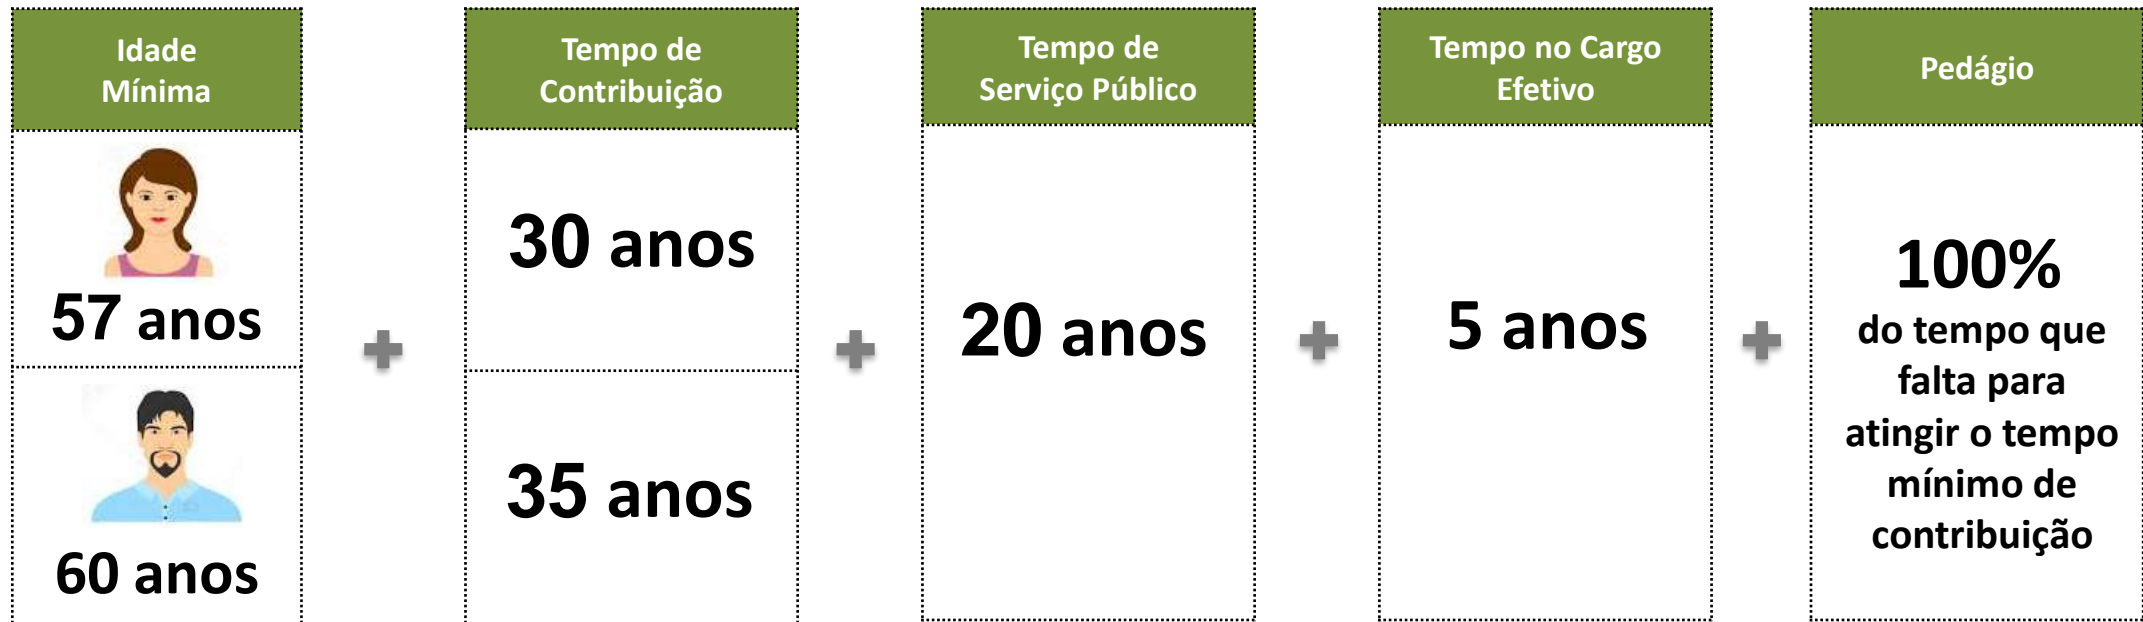 Idade
Mínima
57 anos
60 anos
Tempo de
Contribuição
30 anos
35 anos
Tempo de
Serviço Público
20 anos
Tempo no Cargo
Efetivo
5 anos
Pedágio
100%
do tempo que
falta para
atingir o tempo
mínimo de
contribuição